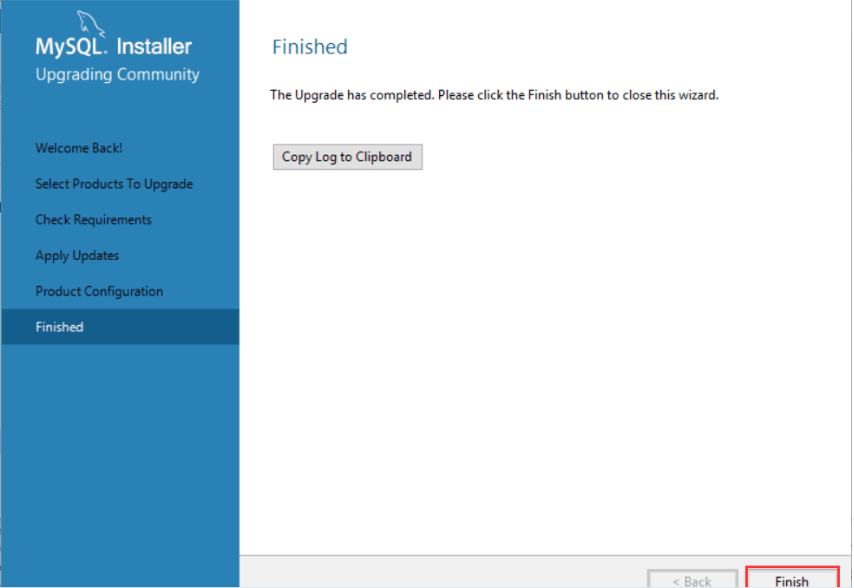 MySQL. Installer
Upgrading Community
Welcome Back!
Select Products To Upgrade
Check Requirements
Apply Updates
Product Configuration
Finished
Finished
The Upgrade has completed. Please click the Finish button to close this wizard.
Copy Log to Clipboard
< Back
Finish